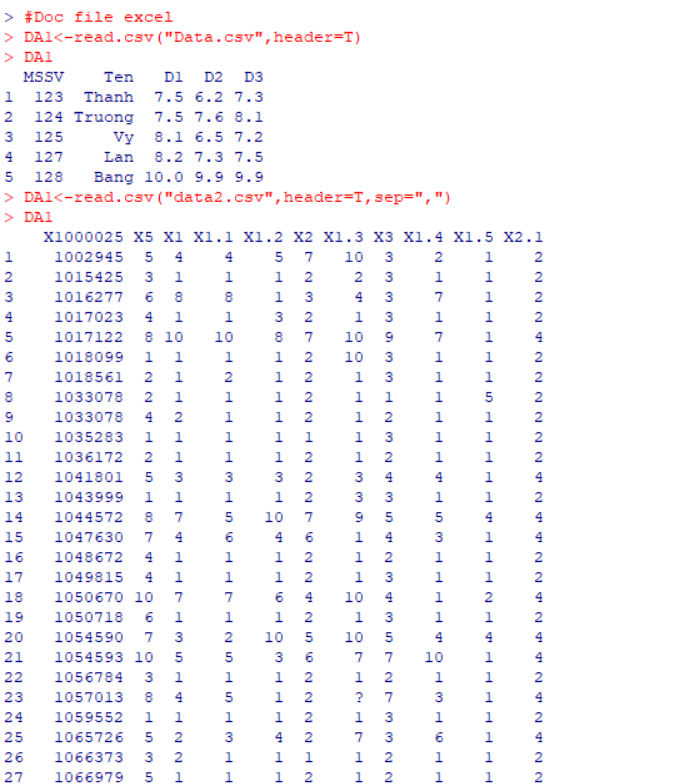 > #Doc file excel
> DA1<-read.csv("Data.csv",header=T)
> DA1
  MSSV    Ten   D1  D2  D3
1  123  Thanh  7.5 6.2 7.3
2  124 Truong  7.5 7.6 8.1
3  125     Vy  8.1 6.5 7.2
4  127    Lan  8.2 7.3 7.5
5  128   Bang 10.0 9.9 9.9
> DA1<-read.csv("data2.csv",header=T,sep=",")
> DA1
    X1000025 X5 X1 X1.1 X1.2 X2 X1.3 X3 X1.4 X1.5 X2.1
1    1002945  5  4    4    5  7   10  3    2    1    2
2    1015425  3  1    1    1  2    2  3    1    1    2
3    1016277  6  8    8    1  3    4  3    7    1    2
4    1017023  4  1    1    3  2    1  3    1    1    2
5    1017122  8 10   10    8  7   10  9    7    1    4
6    1018099  1  1    1    1  2   10  3    1    1    2
7    1018561  2  1    2    1  2    1  3    1    1    2
8    1033078  2  1    1    1  2    1  1    1    5    2
9    1033078  4  2    1    1  2    1  2    1    1    2
10   1035283  1  1    1    1  1    1  3    1    1    2
11   1036172  2  1    1    1  2    1  2    1    1    2
12   1041801  5  3    3    3  2    3  4    4    1    4
13   1043999  1  1    1    1  2    3  3    1    1    2
14   1044572  8  7    5   10  7    9  5    5    4    4
15   1047630  7  4    6    4  6    1  4    3    1    4
16   1048672  4  1    1    1  2    1  2    1    1    2
17   1049815  4  1    1    1  2    1  3    1    1    2
18   1050670 10  7    7    6  4   10  4    1    2    4
19   1050718  6  1    1    1  2    1  3    1    1    2
20   1054590  7  3    2   10  5   10  5    4    4    4
21   1054593 10  5    5    3  6    7  7   10    1    4
22   1056784  3  1    1    1  2    1  2    1    1    2
23   1057013  8  4    5    1  2    ?  7    3    1    4
24   1059552  1  1    1    1  2    1  3    1    1    2
25   1065726  5  2    3    4  2    7  3    6    1    4
26   1066373  3  2    1    1  1    1  2    1    1    2
27   1066979  5  1    1    1  2    1  2    1    1    2